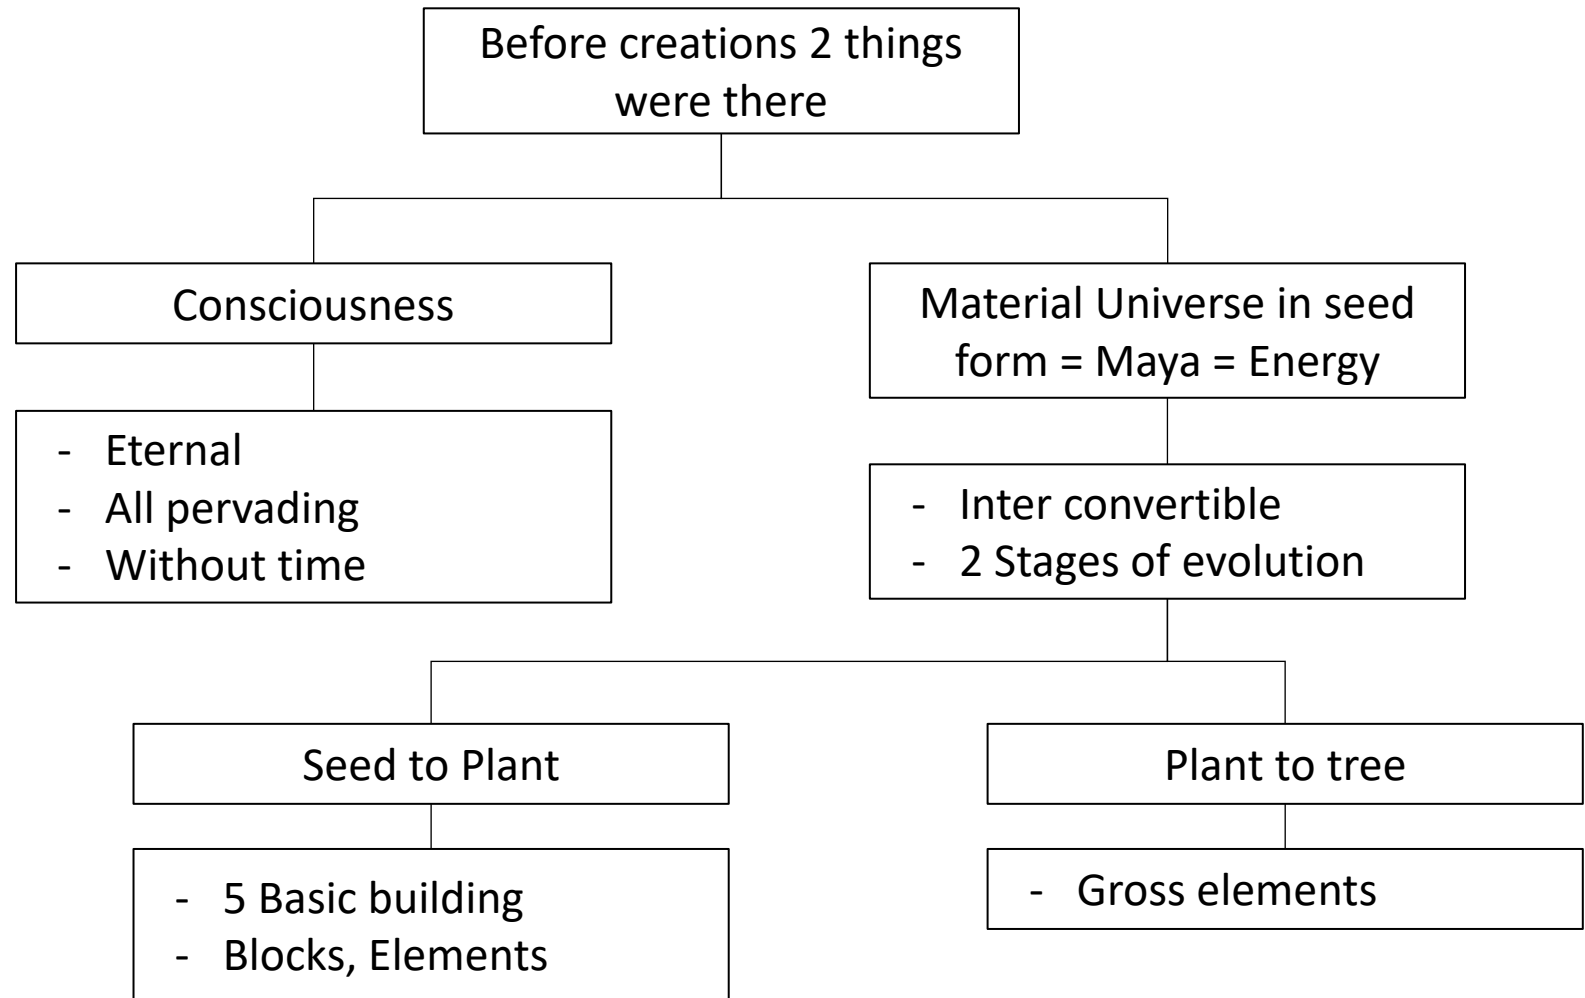 Before creations 2 things
were there
Consciousness
Material Universe in seed
form = Maya = Energy
- Eternal
- All pervading
- Without time
- Inter convertible
- 2 Stages of evolution
Seed to Plant
Plant to tree
- 5 Basic building
- Blocks, Elements
- Gross elements